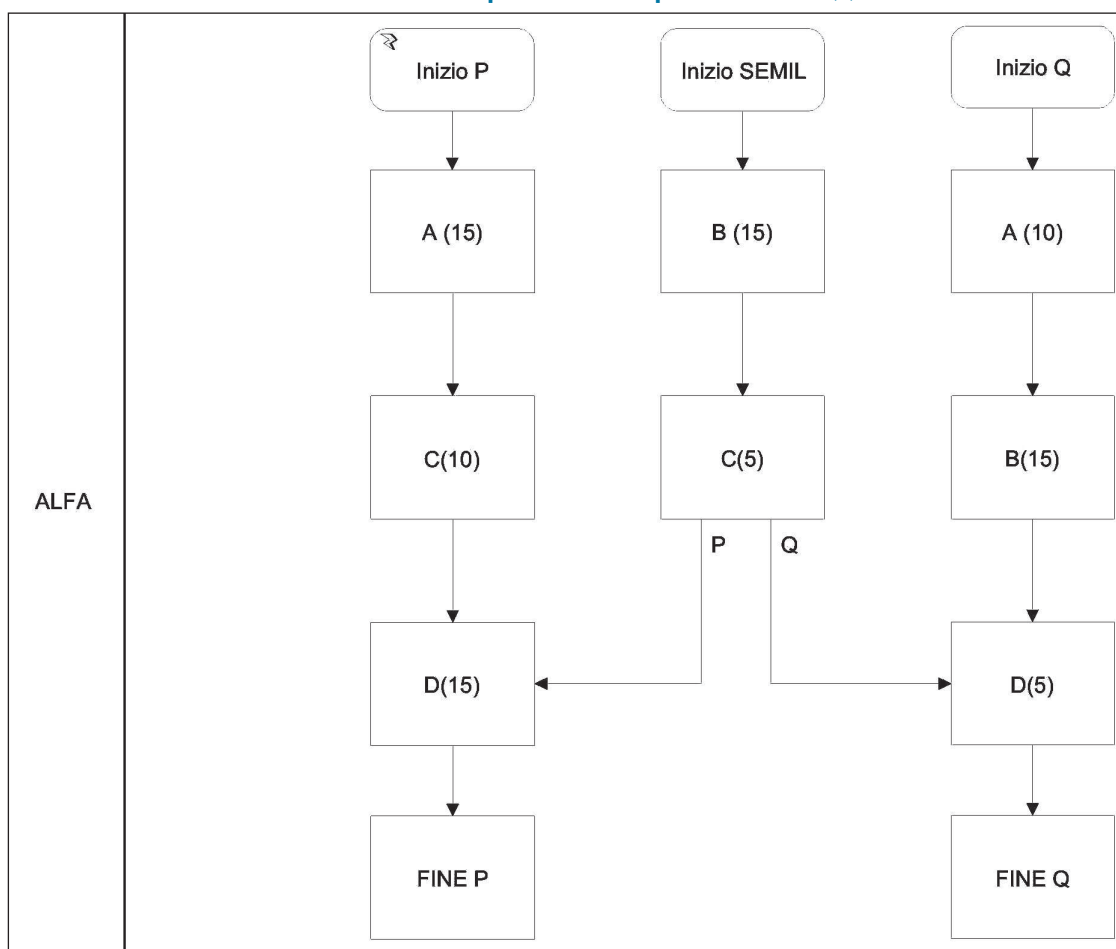 Inizio P
Inizio SEMIL
Inizio Q
A (15)
B (15)
A (10)
C(10)
C(5)
B(15)
ALFA
P
Q
D(15)
D(5)
FINE P
FINE Q